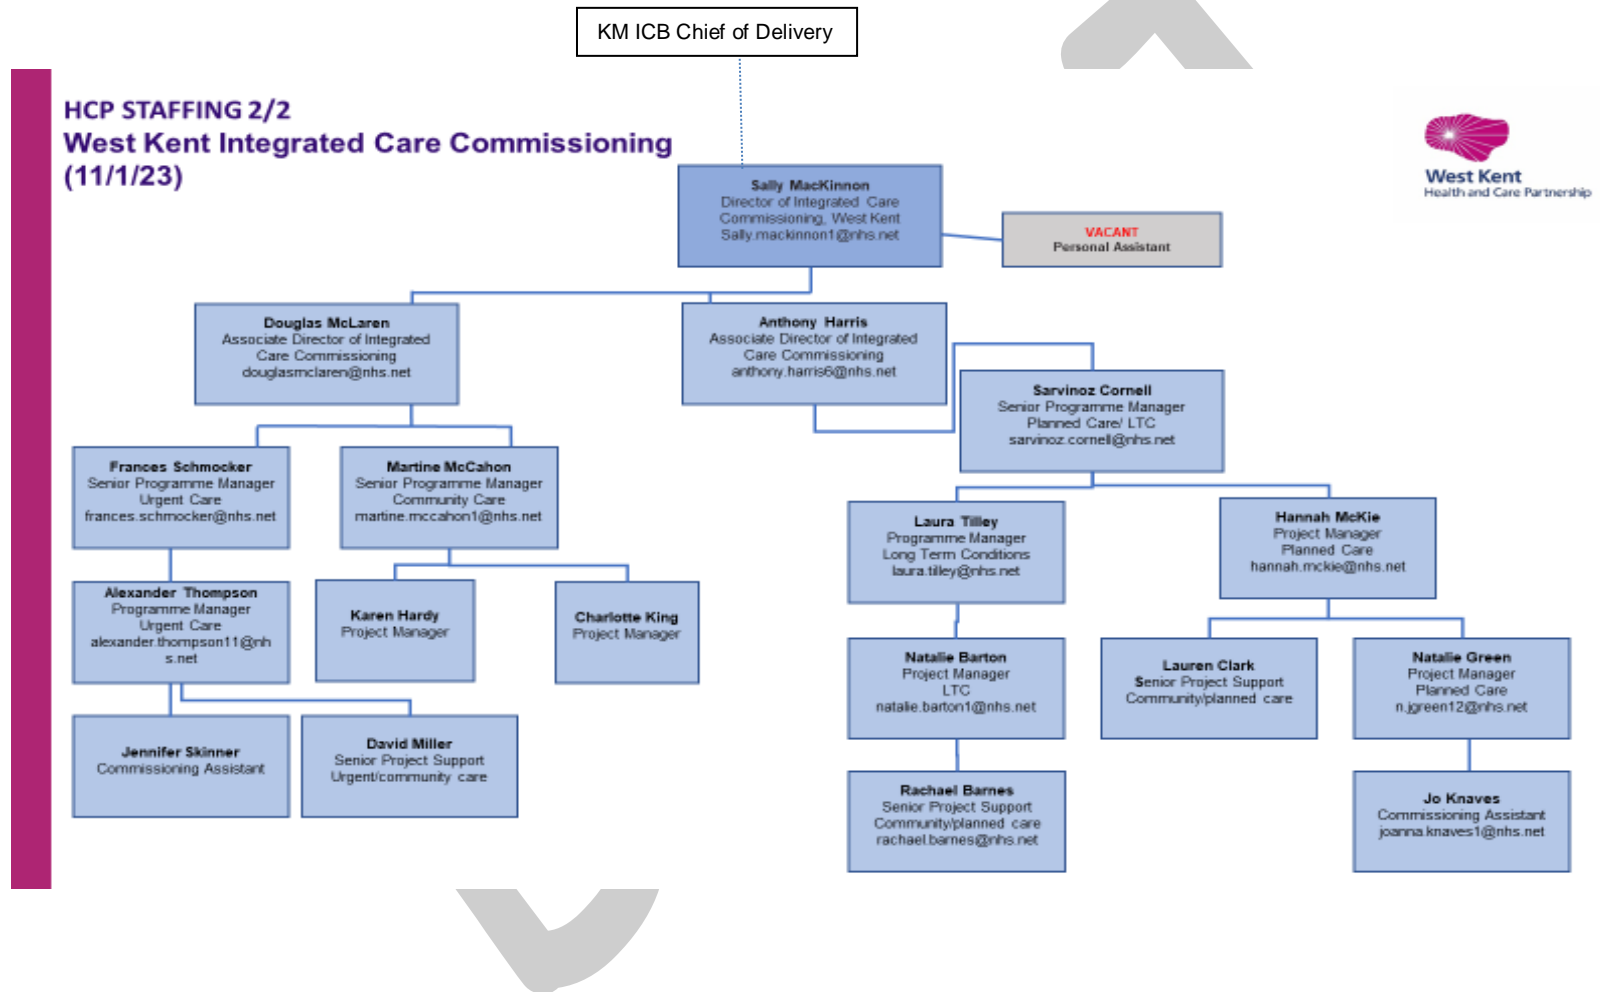 KM ICB Chief of Delivery
HCP STAFFING 2/2
West Kent Integrated Care Commissioning
(11/1/23)
West Kent
Health and Care Partnership
Sally MacKinnon
Director of Integrated Care
Commissioning, West Kent
Sally.mackinnon1@nhs.net
VACANT
Personal Assistant
Douglas McLaren
Associate Director of Integrated
Care Commissioning
douglasmclaren@nhs.net
Anthony Harris
Associate Director of Integrated
Care Commissioning
anthony.harris6@nhs.net
Sarvinoz Cornell
Senior Programme Manager
Planned Care/ LTC
sarvinoz.cornell@nhs.net
Frances Schmocker
Senior Programme Manager
Urgent Care
frances.schmocker@nhs.net
Martine McCahon
Senior Programme Manager
Community Care
martine.mccahon1@nhs.net
Laura Tilley
Programme Manager
Long Term Conditions
laura.tilley@nhs.net
Hannah McKie
Project Manager
Planned Care
hannah.mckie@nhs.net
Alexander Thompson
Programme Manager
Urgent Care
alexander.thompson11@nh
s.net
Karen Hardy
Project Manager
Charlotte King
Project Manager
Natalie Barton
Project Manager
LTC
natalie.barton1@nhs.net
Lauren Clark
Senior Project Support
Community/planned care
Natalie Green
Project Manager
Planned Care
n.jgreen12@nhs.net
Jennifer Skinner
Commissioning Assistant
David Miller
Senior Project Support
Urgent/community care
Rachael Barnes
Senior Project Support
Community/planned care
rachael.barnes@nhs.net
Jo Knaves
Commissioning Assistant
joanna.knaves1@nhs.net